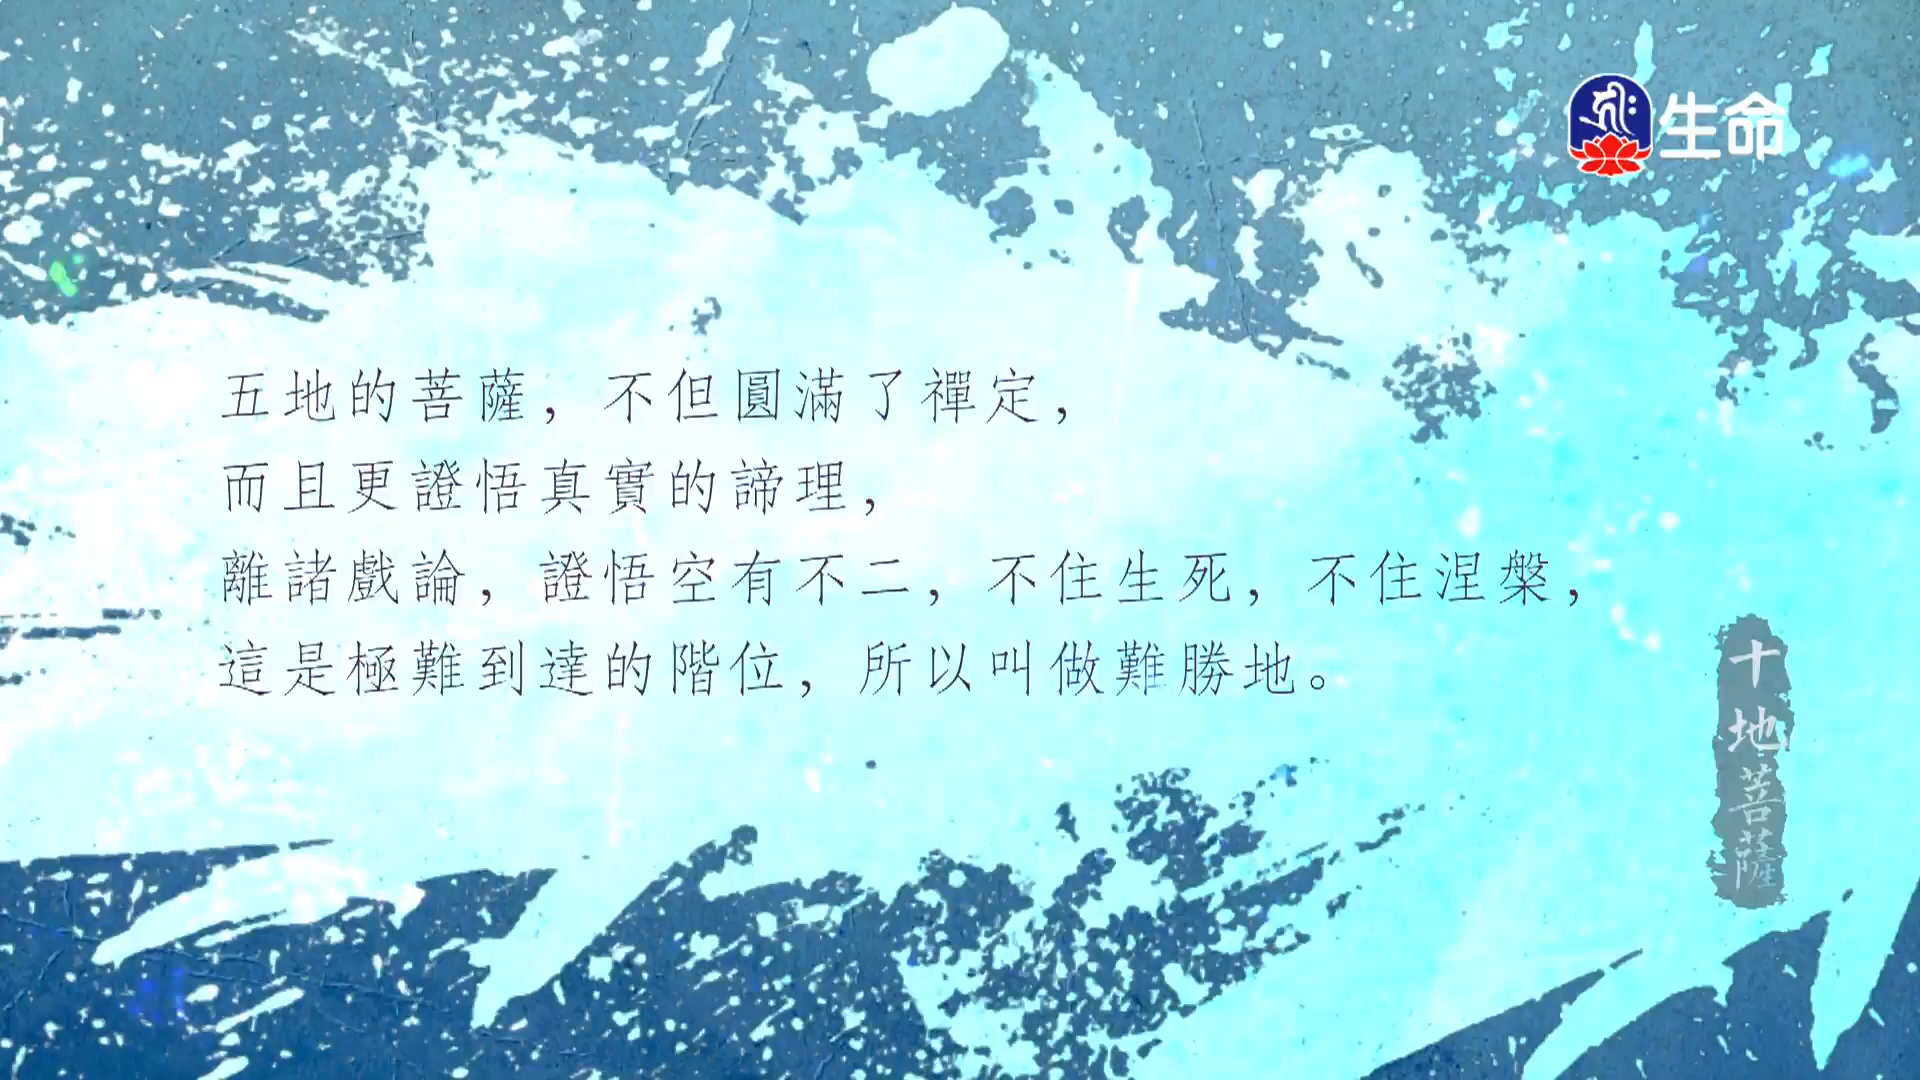 生命
五地的菩薩，不但圓滿了禪定，
而且更證悟真實的諦理，
離諸戲論，證悟空有不二，不住生死，不住涅槃，
這是極難到達的階位，所以叫做難勝地。
十地菩薩